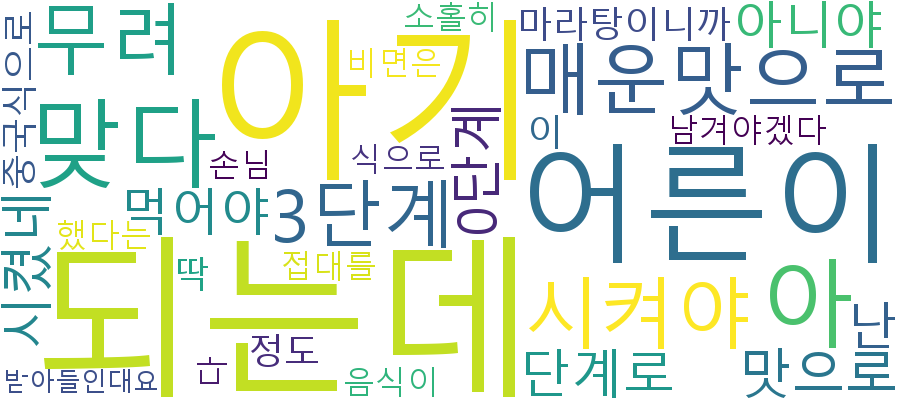 무려
아기
소홀히
마라탕이니까
아니야
비면은
매운맛으로
중국식으로
맞다
손님
식으로
0단계
이
남겨야겠다
어른이
시켰네
먹어야
3단계
했다는
되는데
딱
접대를
시켜야
아
난
다
정도
받아들인대요
음식이
단계로
맛으로